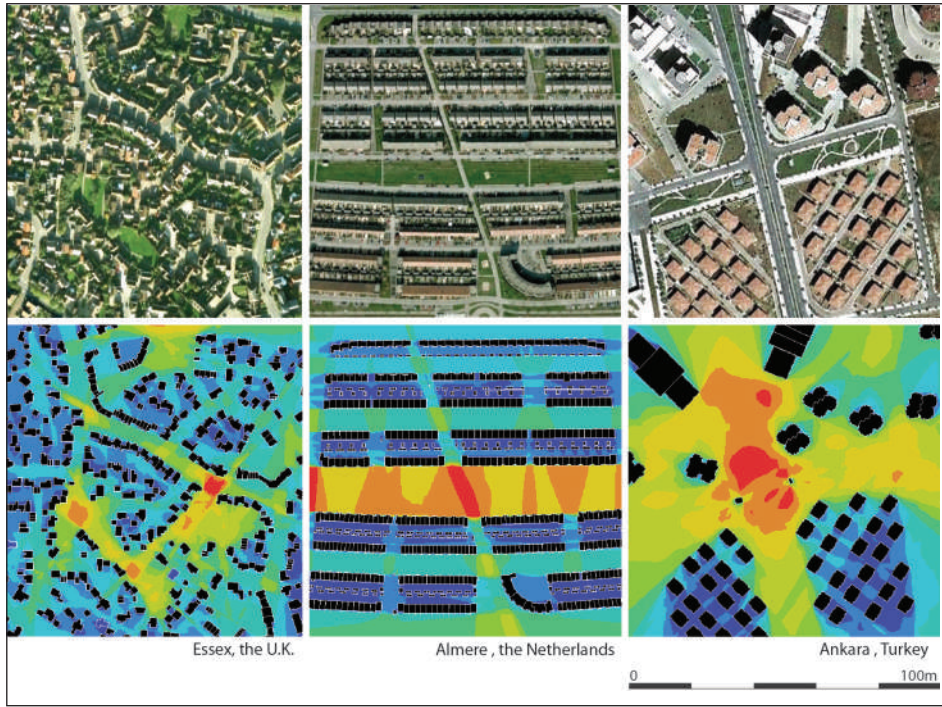 Essex, the U.K.
Almere , the Netherlands
Ankara , Turkey
0 100m